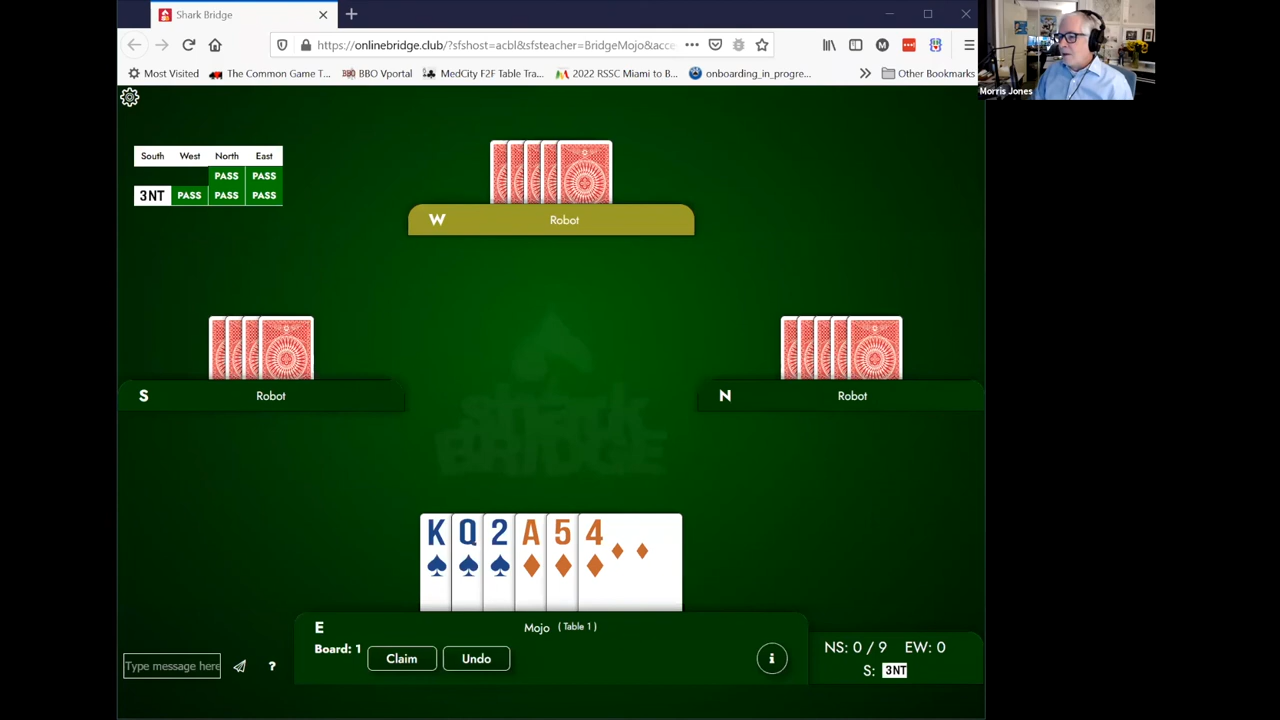 Shark Bridge
https://onlinebridge.club/?sfshost=acbl&sfsteacher=BridgeMojo&acce
Most Visited
The Common Game T...
BBO Vportal
MedCity F2F Table Tra...
2022 RSSC Miami to B...
onboarding_in_progre...
Other Bookmarks
Morris Jones
South West North East
PASS PASS
3NT PASS PASS PASS
W Robot
S Robot
N Robot
shark
BRIDGE
K Q 2 A 5 4
E Mojo ( Table 1 )
Board: 1 Claim Undo
i
NS: 0 / 9 EW: 0
S: 3NT
Type message here
?